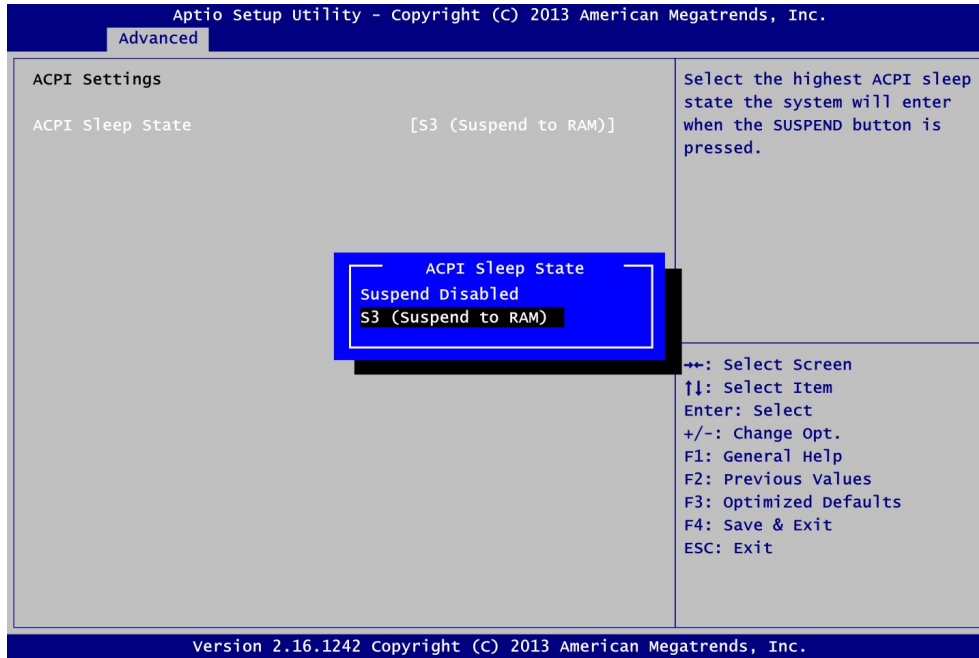 Aptio Setup Utility – Copyright (C) 2013 American Megatrends, Inc.
Advanced
ACPI Settings
ACPI Sleep State [S3 (Suspend to RAM)]
Select the highest ACPI sleep
state the system will enter
when the SUSPEND button is
pressed.
ACPI Sleep State
Suspend Disabled
S3 (Suspend to RAM)
→←: Select Screen
↑↓: Select Item
Enter: Select
+/-: Change Opt.
F1: General Help
F2: Previous Values
F3: Optimized Defaults
F4: Save & Exit
ESC: Exit
Version 2.16.1242 Copyright (C) 2013 American Megatrends, Inc.